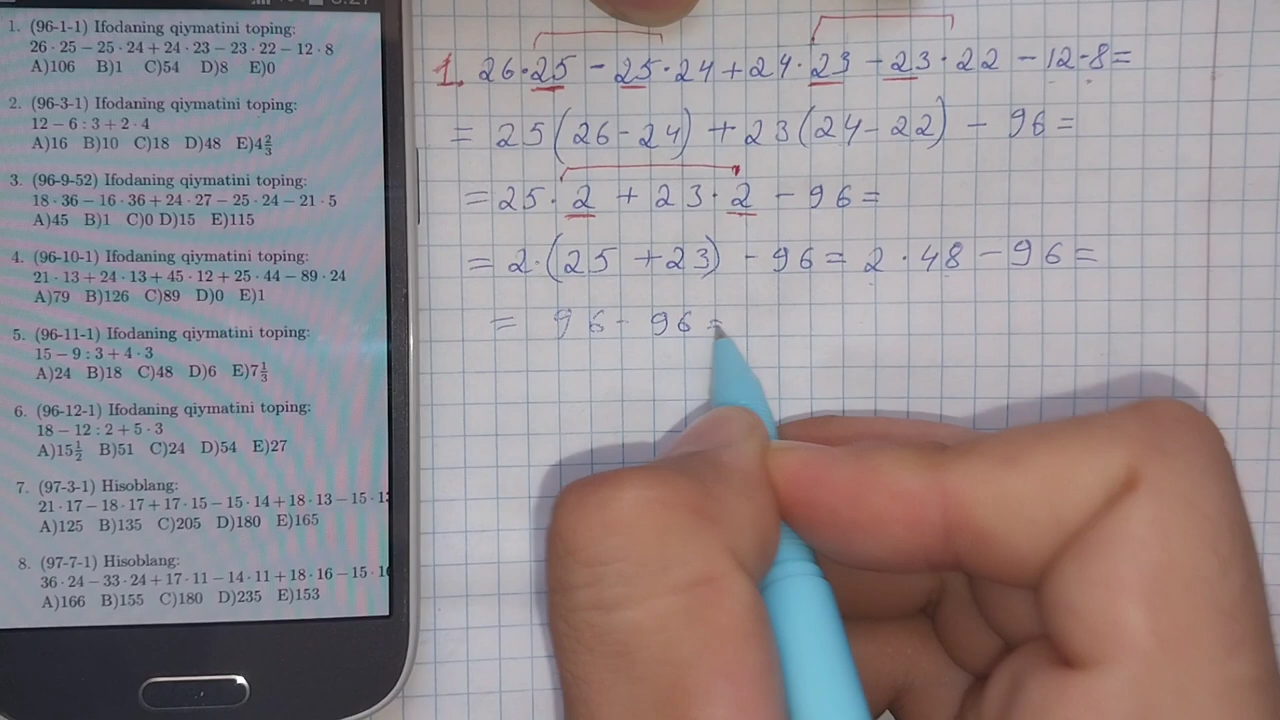 1. (96-1-1) Ifodaning qiymatini toping:
26 · 25 − 25 · 24 + 24 · 23 − 23 · 22 − 12 · 8
A)106 B)1 C)54 D)8 E)0
2. (96-3-1) Ifodaning qiymatini toping:
12 − 6 : 3 + 2 · 4
A)16 B)10 C)18 D)48 E)4 2/3
3. (96-9-52) Ifodaning qiymatini toping:
18 · 36 − 16 · 36 + 24 · 27 − 25 · 24 − 21 · 5
A)45 B)1 C)0 D)15 E)115
4. (96-10-1) Ifodaning qiymatini toping:
21 · 13 + 24 · 13 + 45 · 12 + 25 · 44 − 89 · 24
A)79 B)126 C)89 D)0 E)1
5. (96-11-1) Ifodaning qiymatini toping:
15 − 9 : 3 + 4 · 3
A)24 B)18 C)48 D)6 E)7 1/3
6. (96-12-1) Ifodaning qiymatini toping:
18 − 12 : 2 + 5 · 3
A)15 1/2 B)51 C)24 D)54 E)27
7. (97-3-1) Hisoblang:
21 · 17 − 18 · 17 + 17 · 15 − 15 · 14 + 18 · 13 − 15 ·
A)125 B)135 C)205 D)180 E)165
8. (97-7-1) Hisoblang:
36 · 24 − 33 · 24 + 17 · 11 − 14 · 11 + 18 · 16 − 15 ·
A)166 B)155 C)180 D)235 E)153
1. 26 · 25 − 25 · 24 + 24 · 23 − 23 · 22 − 12 · 8 =
= 25 (26 − 24) + 23 (24 − 22) − 96 =
= 25 · 2 + 23 · 2 − 96 =
= 2 · (25 + 23) − 96 = 2 · 48 − 96 =
= 96 − 96 =